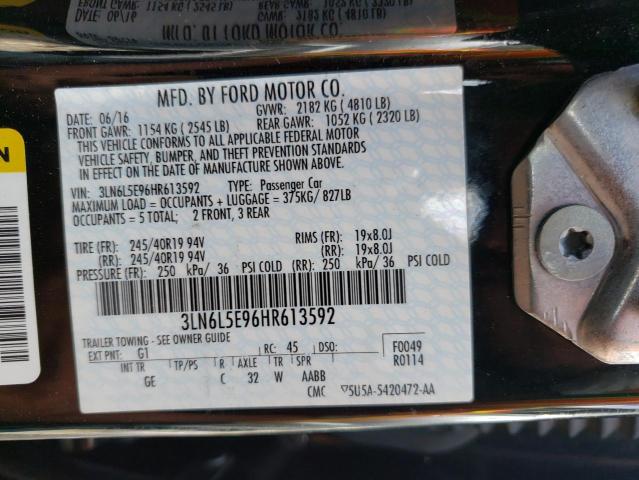 MFD. BY FORD MOTOR CO.
DATE: 06/16 GVWR: 2182 KG ( 4810 LB)
FRONT GAWR: 1154 KG ( 2545 LB) REAR GAWR: 1052 KG ( 2320 LB)
THIS VEHICLE CONFORMS TO ALL APPLICABLE FEDERAL MOTOR
VEHICLE SAFETY, BUMPER, AND THEFT PREVENTION STANDARDS
IN EFFECT ON THE DATE OF MANUFACTURE SHOWN ABOVE.
VIN: 3LN6L5E96HR613592 TYPE: Passenger Car
MAXIMUM LOAD = OCCUPANTS + LUGGAGE = 375KG/ 827LB
OCCUPANTS = 5 TOTAL; 2 FRONT, 3 REAR
TIRE (FR): 245/40R19 94V RIMS (FR): 19x8.0J
(RR): 245/40R19 94V (RR): 19x8.0J
PRESSURE (FR): 250 kPa/ 36 PSI COLD (RR): 250 kPa/ 36 PSI COLD
3LN6L5E96HR613592
TRAILER TOWING - SEE OWNER GUIDE
EXT PNT: G1 RC: 45 DSO: F0049
R0114
INT TR TP/PS R AXLE TR SPR
GE C 32 W AABB
CMC 5U5A-5420472-AA